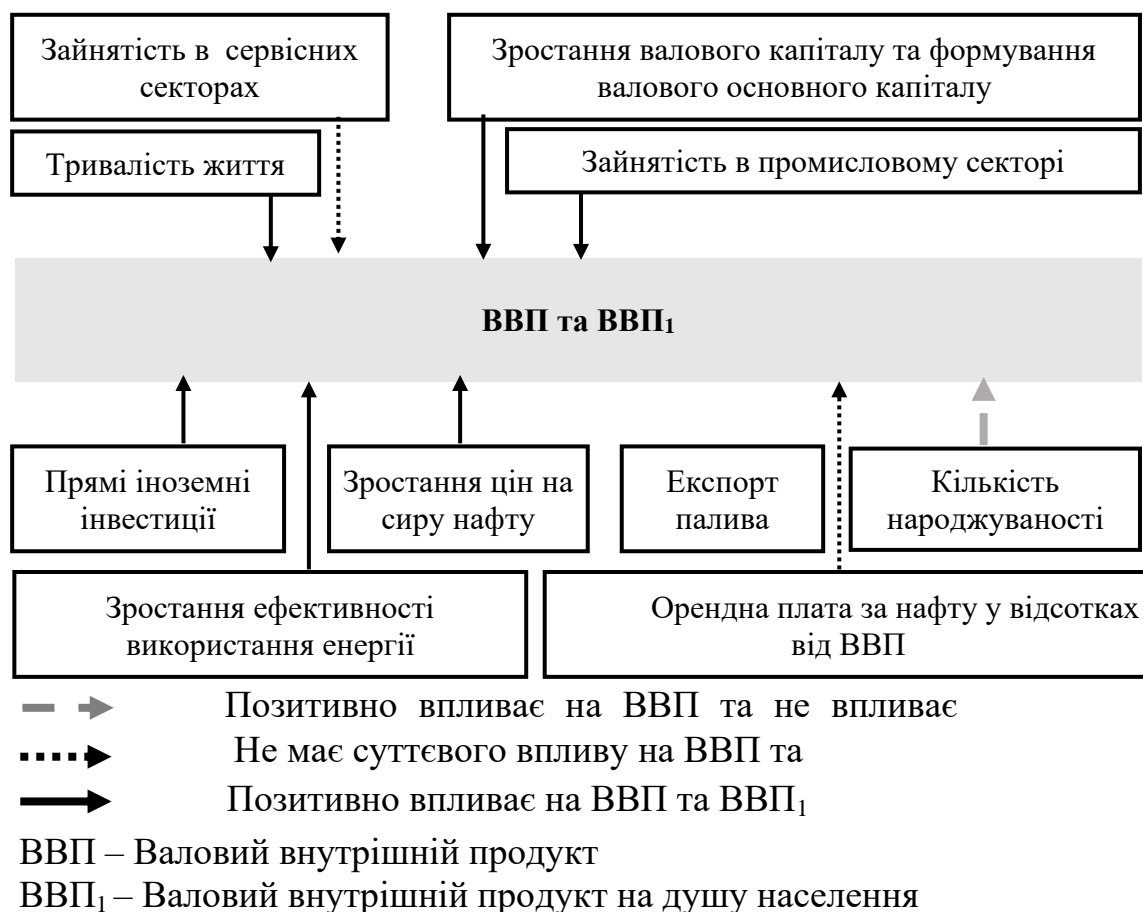 Зайнятість в сервісних
секторах
Зростання валового капіталу та формування
валового основного капіталу
Тривалість життя
Зайнятість в промисловому секторі
ВВП та ВВП₁
Прямі іноземні
інвестиції
Зростання цін на
сиру нафту
Експорт
палива
Кількість
народжуваності
Зростання ефективності
використання енергії
Орендна плата за нафту у відсотках
від ВВП
Позитивно впливає на ВВП та не впливає
Не має суттєвого впливу на ВВП та
Позитивно впливає на ВВП та ВВП₁
ВВП – Валовий внутрішній продукт
ВВП₁ – Валовий внутрішній продукт на душу населення